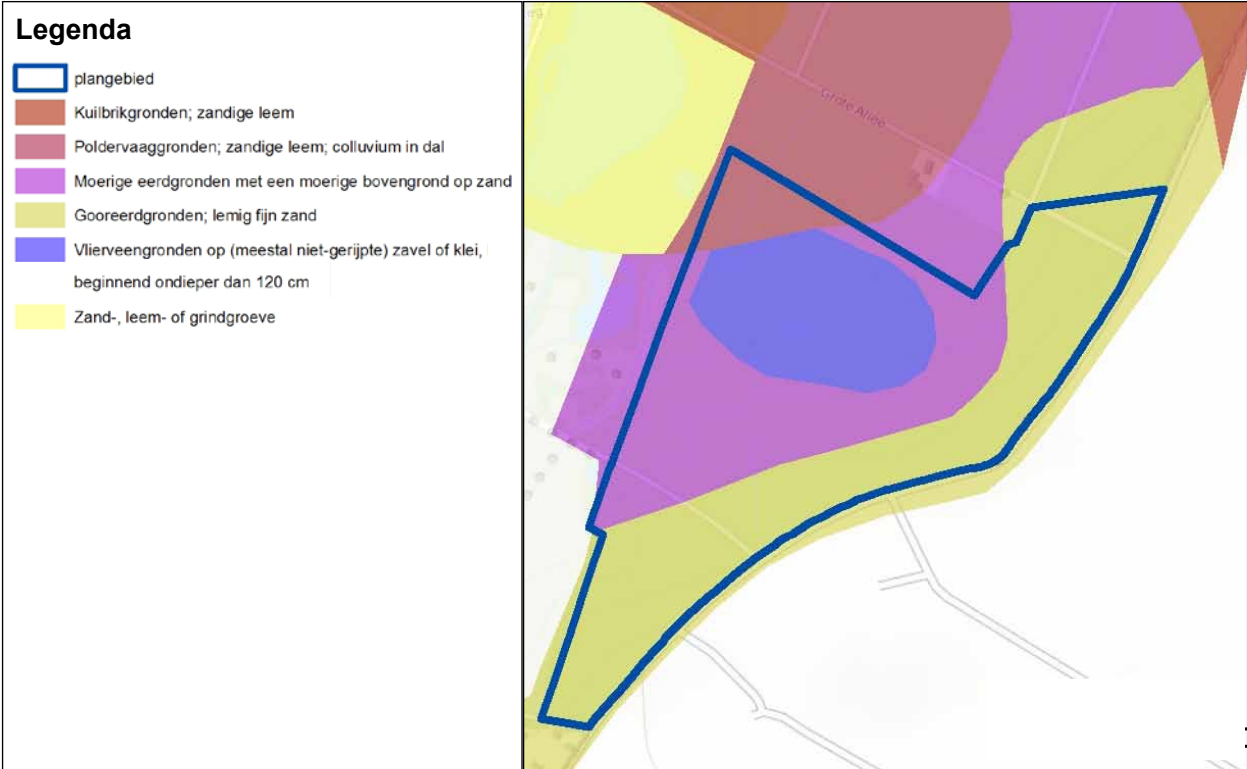 Legenda
plangebied
Kuilbrikgronden; zandige leem
Poldervaaggronden; zandige leem; colluvium in dal
Moerige eerdgronden met een moerige bovengrond op zand
Gooreerdgronden; lemig fijn zand
Vlierveengronden op (meestal niet-gerijpte) zavel of klei,
beginnend ondieper dan 120 cm
Zand-, leem- of grindgroeve
Grote Allee